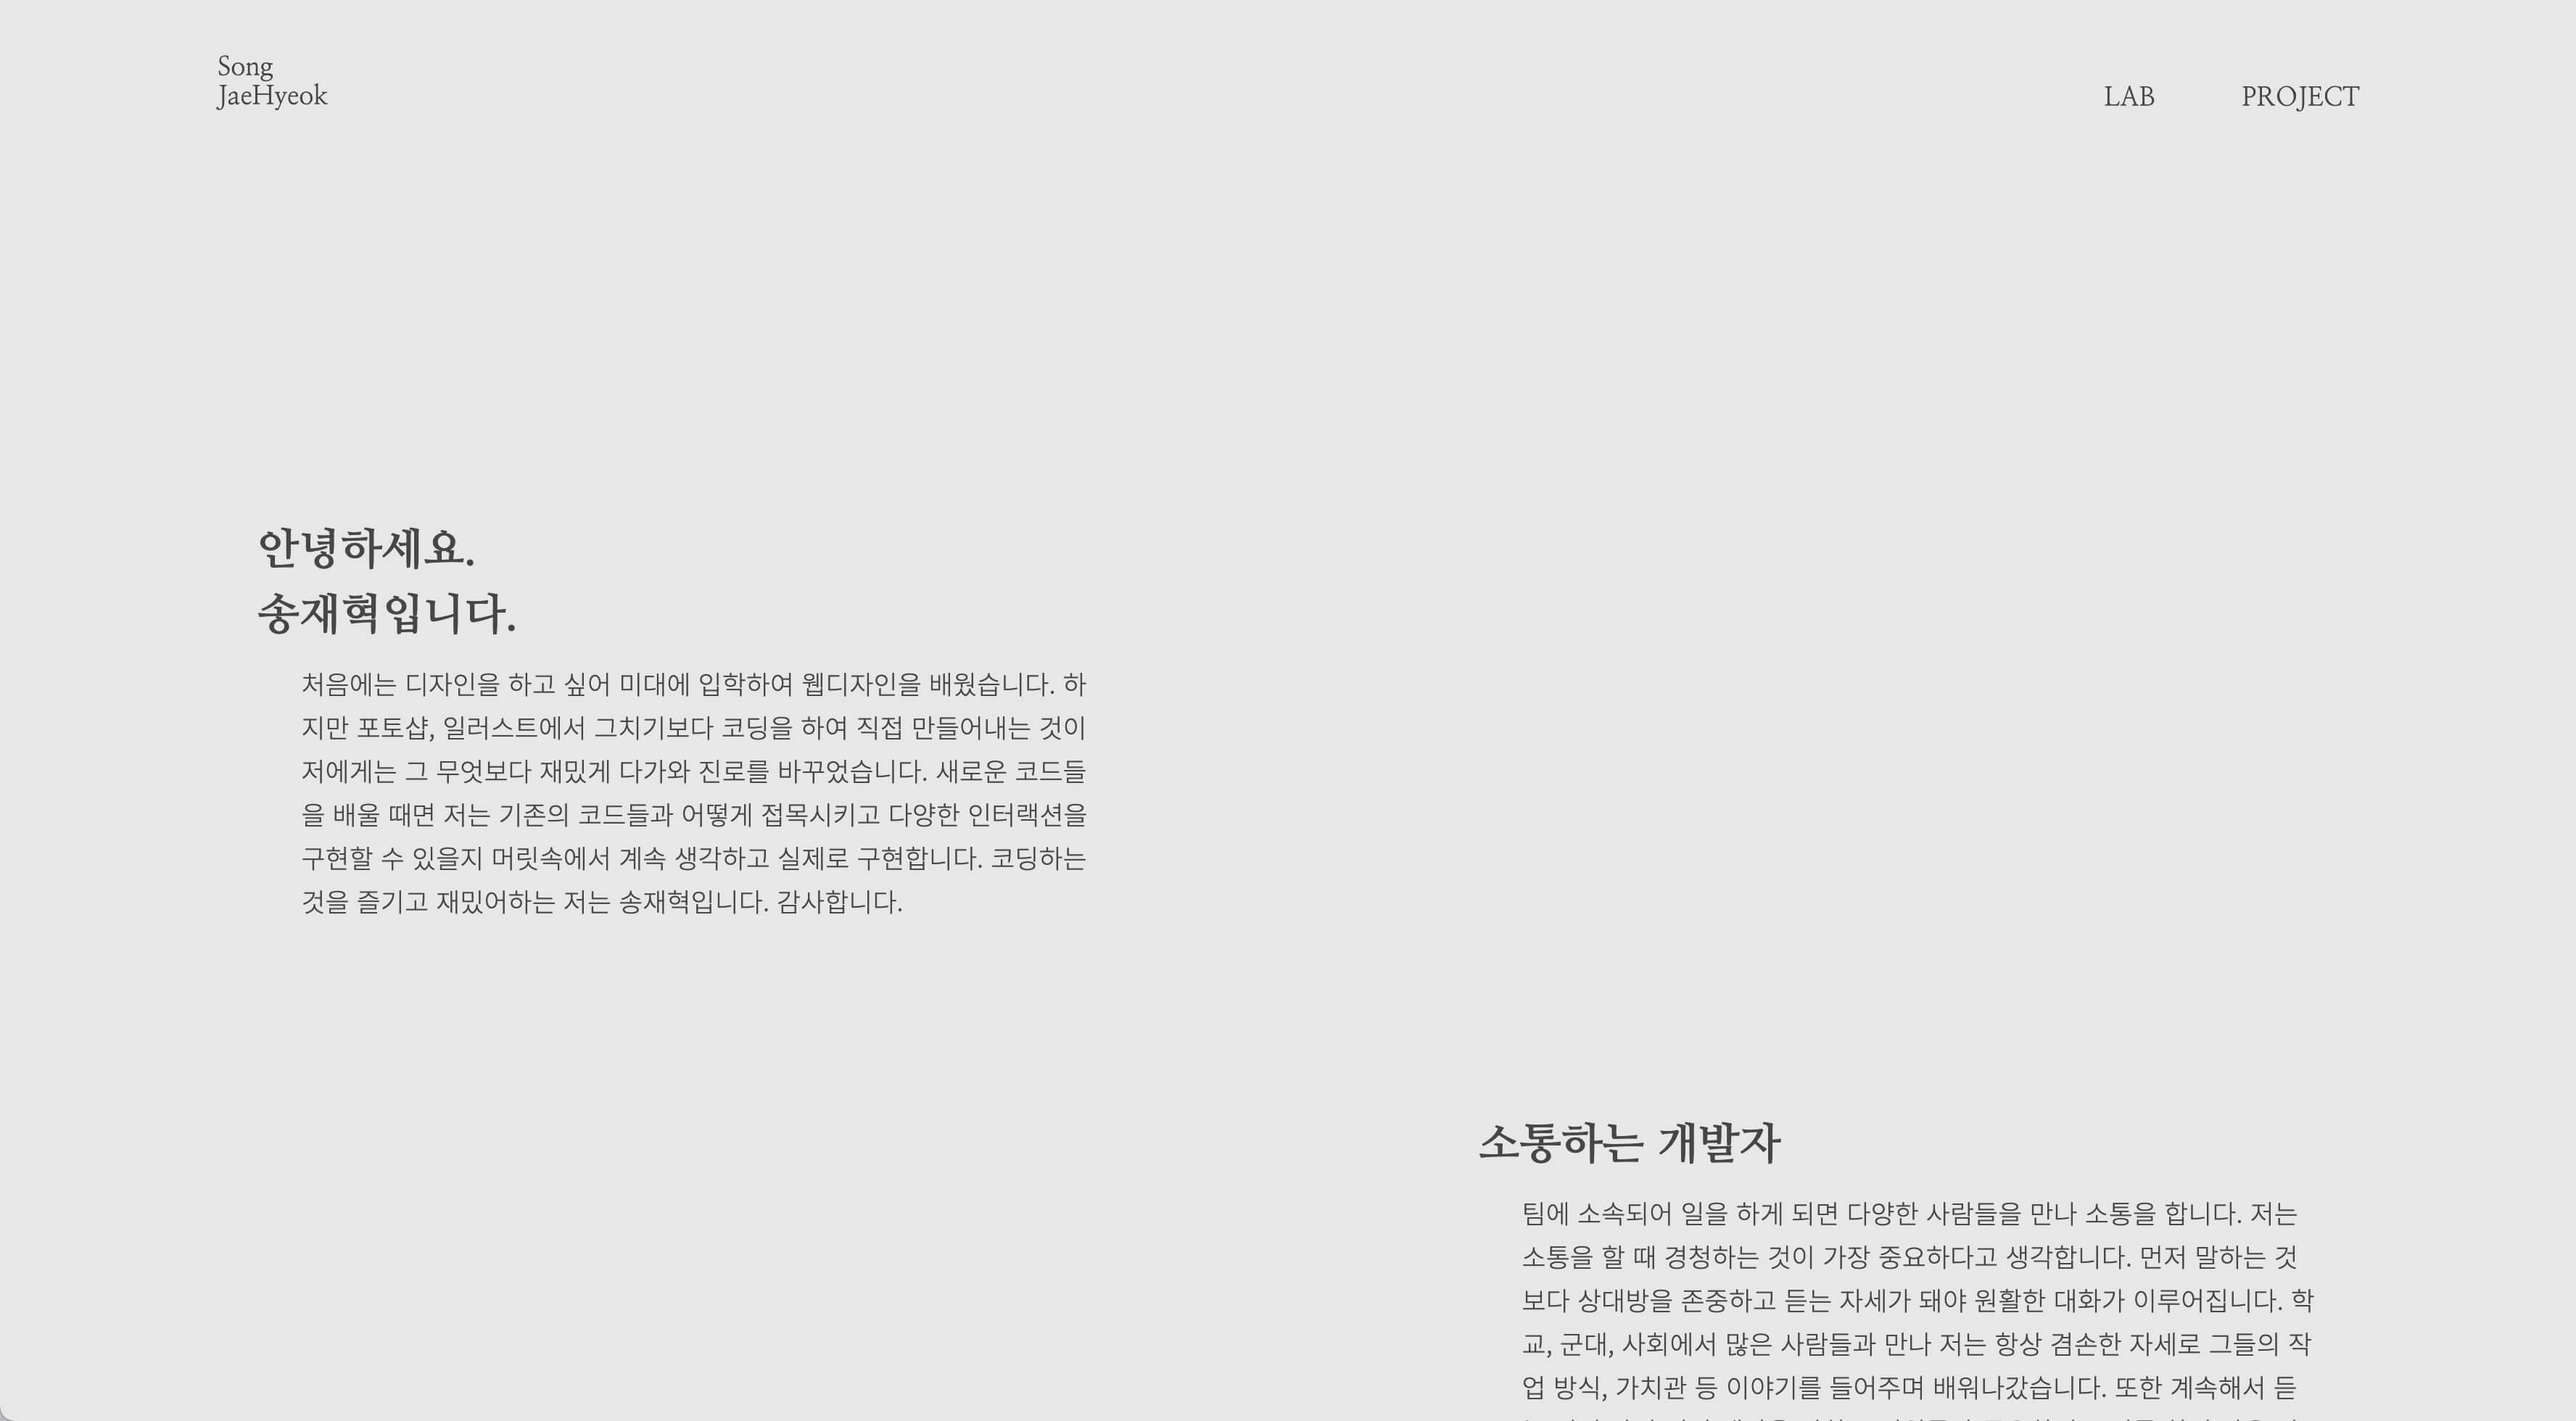 Song
JaeHyeok
LAB
PROJECT
안녕하세요.
송재혁입니다.
처음에는 디자인을 하고 싶어 미대에 입학하여 웹디자인을 배웠습니다. 하
지만 포토샵, 일러스트에서 그치기보다 코딩을 하여 직접 만들어내는 것이
저에게는 그 무엇보다 재밌게 다가와 진로를 바꾸었습니다. 새로운 코드들
을 배울 때면 저는 기존의 코드들과 어떻게 접목시키고 다양한 인터랙션을
구현할 수 있을지 머릿속에서 계속 생각하고 실제로 구현합니다. 코딩하는
것을 즐기고 재밌어하는 저는 송재혁입니다. 감사합니다.
소통하는 개발자
팀에 소속되어 일을 하게 되면 다양한 사람들을 만나 소통을 합니다. 저는
소통을 할 때 경청하는 것이 가장 중요하다고 생각합니다. 먼저 말하는 것
보다 상대방을 존중하고 듣는 자세가 돼야 원활한 대화가 이루어집니다. 학
교, 군대, 사회에서 많은 사람들과 만나 저는 항상 겸손한 자세로 그들의 작
업 방식, 가치관 등 이야기를 들어주며 배워나갔습니다. 또한 계속해서 듣